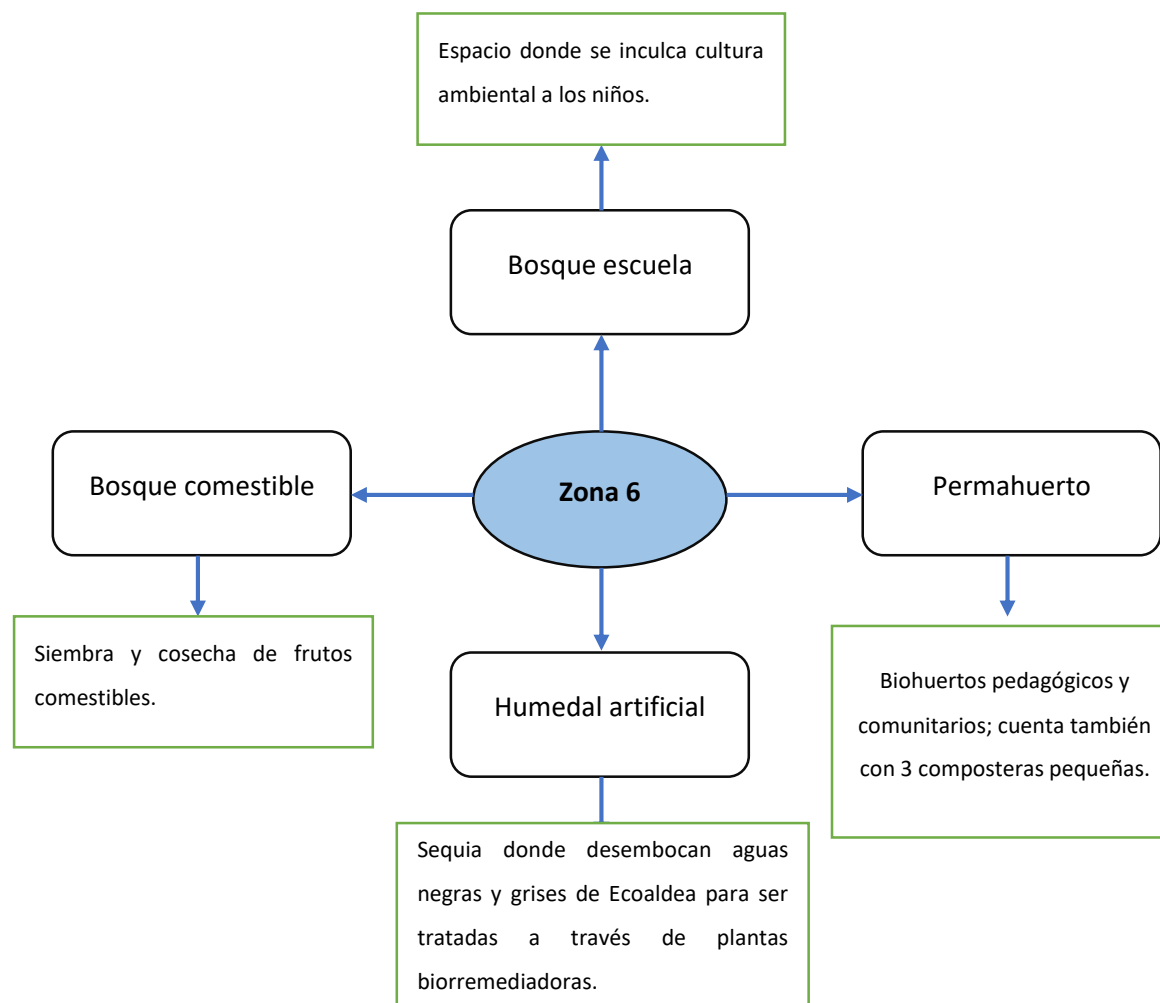 Espacio donde se inculca cultura
ambiental a los niños.
Bosque escuela
Bosque comestible
Zona 6
Permahuerto
Siembra y cosecha de frutos
comestibles.
Humedal artificial
Biohuertos pedagógicos y
comunitarios; cuenta también
con 3 composteras pequeñas.
Sequia donde desembocan aguas
negras y grises de Ecoaldea para ser
tratadas a través de plantas
biorremediadoras.